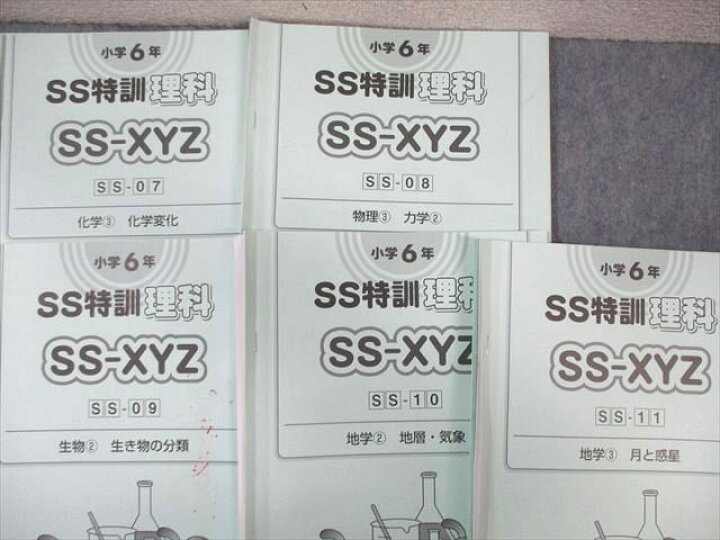 小学6年
SS特訓理科
SS-XYZ
SS-07
化学③ 化学変化
小学6年
SS特訓理科
SS-XYZ
SS-08
物理③ 力学②
小学6年
SS特訓理科
SS-XYZ
SS-09
生物② 生き物の分類
小学6年
SS特訓理科
SS-XYZ
SS-10
地学② 地層・気象
小学6年
SS特訓理科
SS-XYZ
SS-11
地学③ 月と惑星